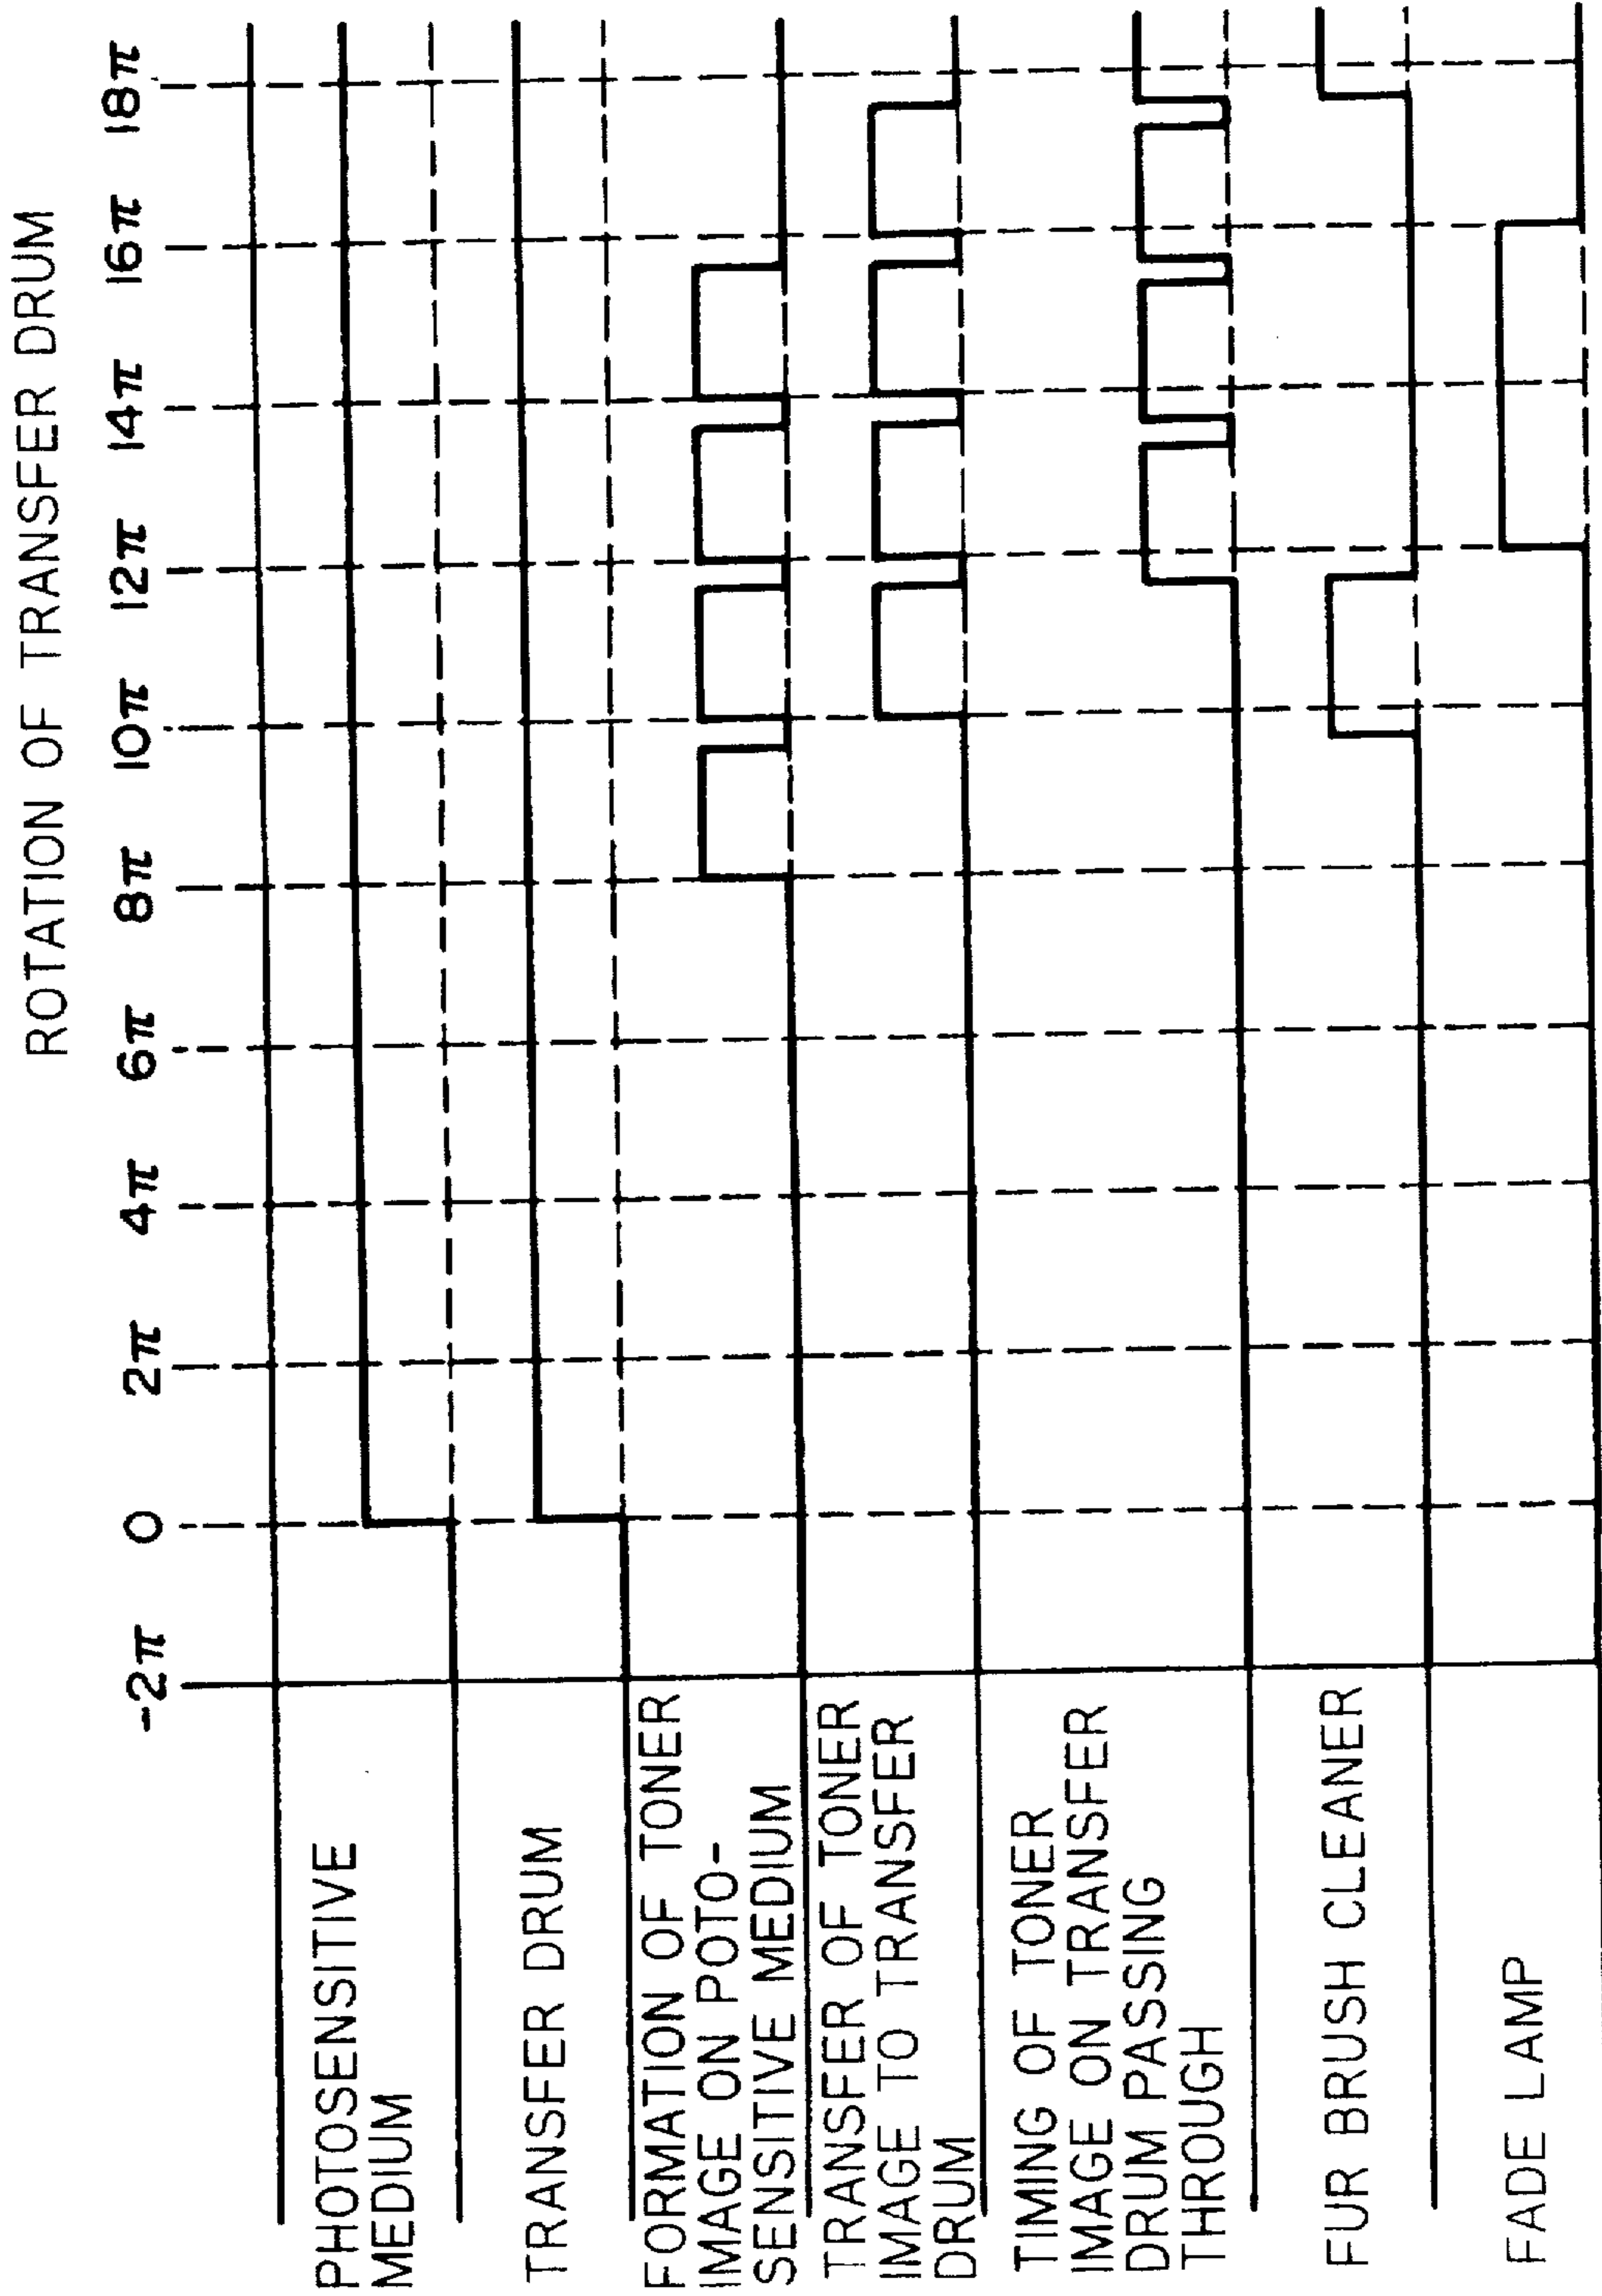 ROTATION OF TRANSFER DRUM
-2π 0 2π 4π 6π 8π 10π 12π 14π 16π 18π
PHOTOSENSITIVE
MEDIUM
TRANSFER DRUM
FORMATION OF TONER
IMAGE ON POTO-
SENSITIVE MEDIUM
TRANSFER OF TONER
IMAGE TO TRANSFER
DRUM
TIMING OF TONER
IMAGE ON TRANSFER
DRUM PASSING
THROUGH
FUR BRUSH CLEANER
FADE LAMP